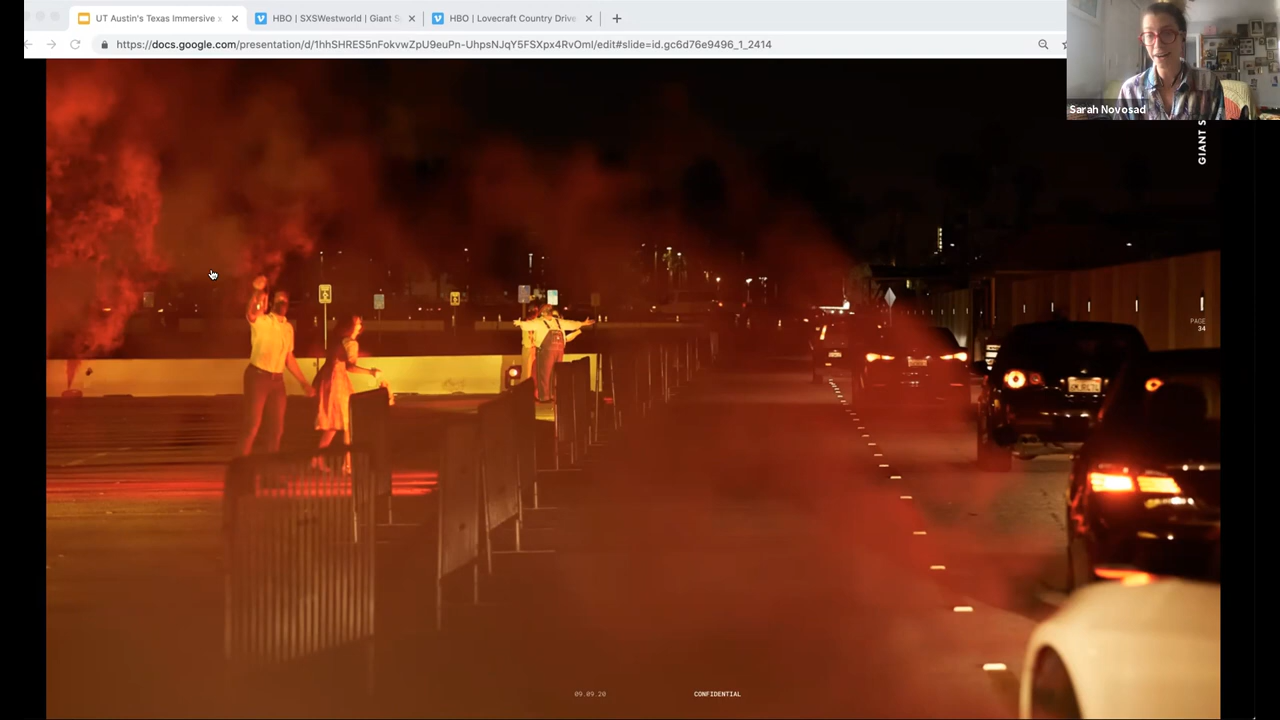 UT Austin's Texas Immersive x
HBO | SXSWestworld | Giant S
HBO | Lovecraft Country Drive
https://docs.google.com/presentation/d/1hhSHRES5nFokvwZpU9euPn-UhpsNJqY5FSXpx4RvOmI/edit#slide=id.gc6d76e9496_1_2414
Sarah Novosad
GIANT S
PAGE
34
09.09.20
CONFIDENTIAL